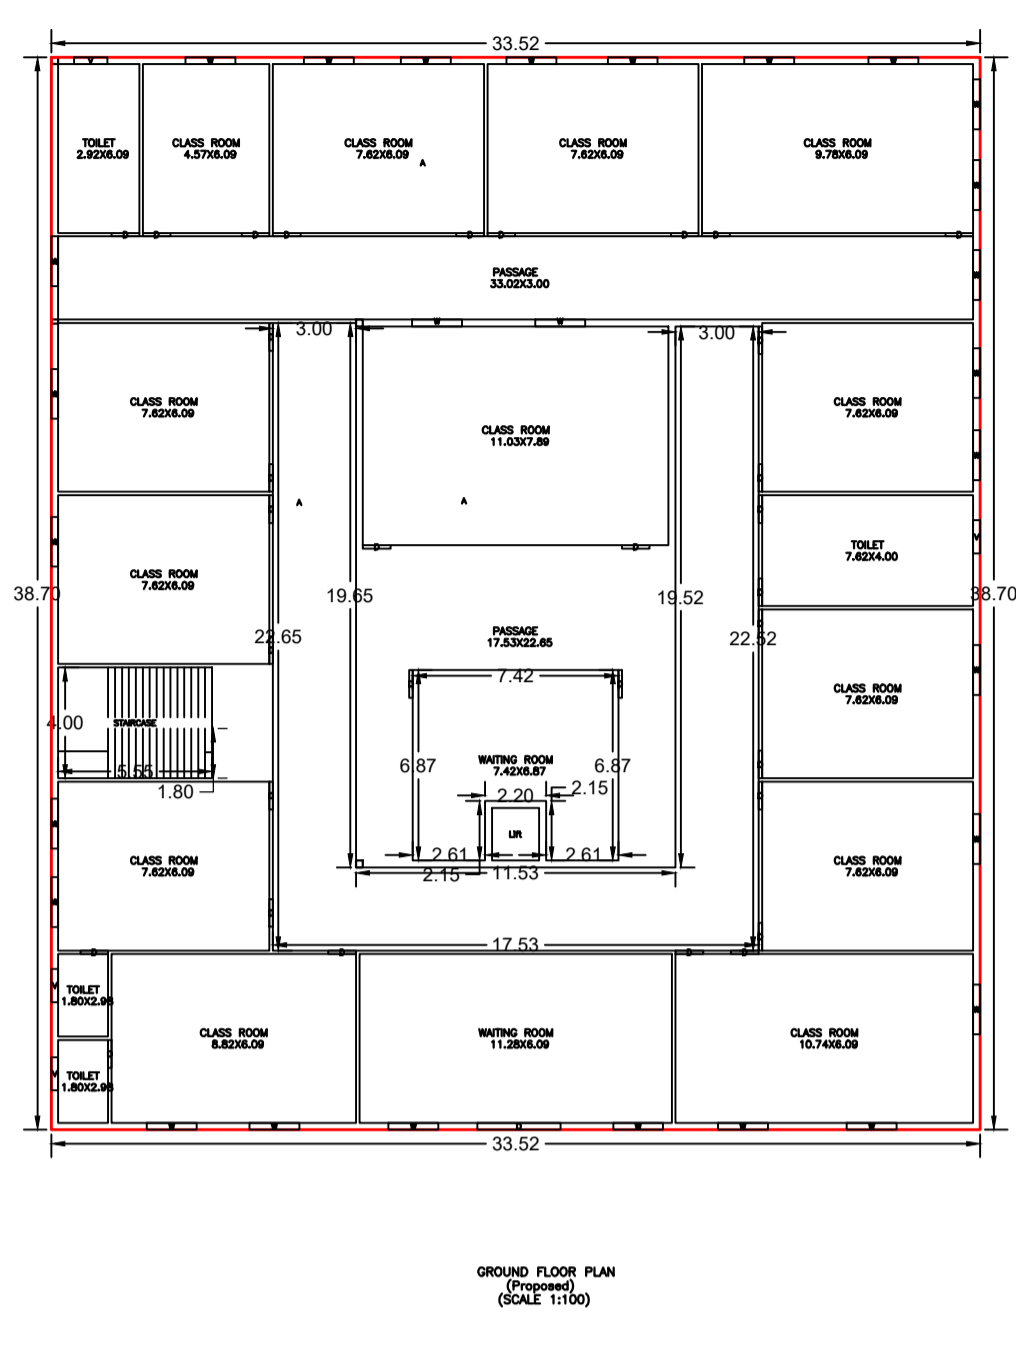 33.52
W W W W W W W W
TOILET
2.92X6.09
CLASS ROOM
4.57X6.09
CLASS ROOM
7.62X6.09
A
CLASS ROOM
7.62X6.09
CLASS ROOM
9.78X6.09
PASSAGE
33.02X3.00
3.00
3.00
CLASS ROOM
7.62X6.09
CLASS ROOM
11.03X7.89
CLASS ROOM
7.62X6.09
A
A
CLASS ROOM
7.62X6.09
TOILET
7.62X4.00
38.70
19.65
19.52
38.70
22.65
PASSAGE
17.53X22.65
22.52
7.42
CLASS ROOM
7.62X6.09
4.00
STAIRCASE
5.55
1.80
6.87
WAITING ROOM
7.42X6.87
6.87
2.20
2.15
Lift
2.61
2.61
2.15
11.53
CLASS ROOM
7.62X6.09
CLASS ROOM
7.62X6.09
17.53
TOILET
1.80X2.98
CLASS ROOM
8.82X6.09
WAITING ROOM
11.28X6.09
CLASS ROOM
10.74X6.09
TOILET
1.80X2.98
33.52
GROUND FLOOR PLAN
(Proposed)
(SCALE 1:100)